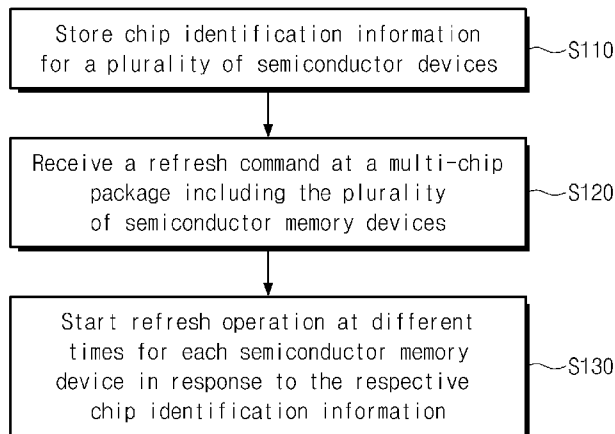 Store chip identification information
for a plurality of semiconductor devices
S110
Receive a refresh command at a multi-chip
package including the plurality
of semiconductor memory devices
S120
Start refresh operation at different
times for each semiconductor memory
device in response to the respective
chip identification information
S130